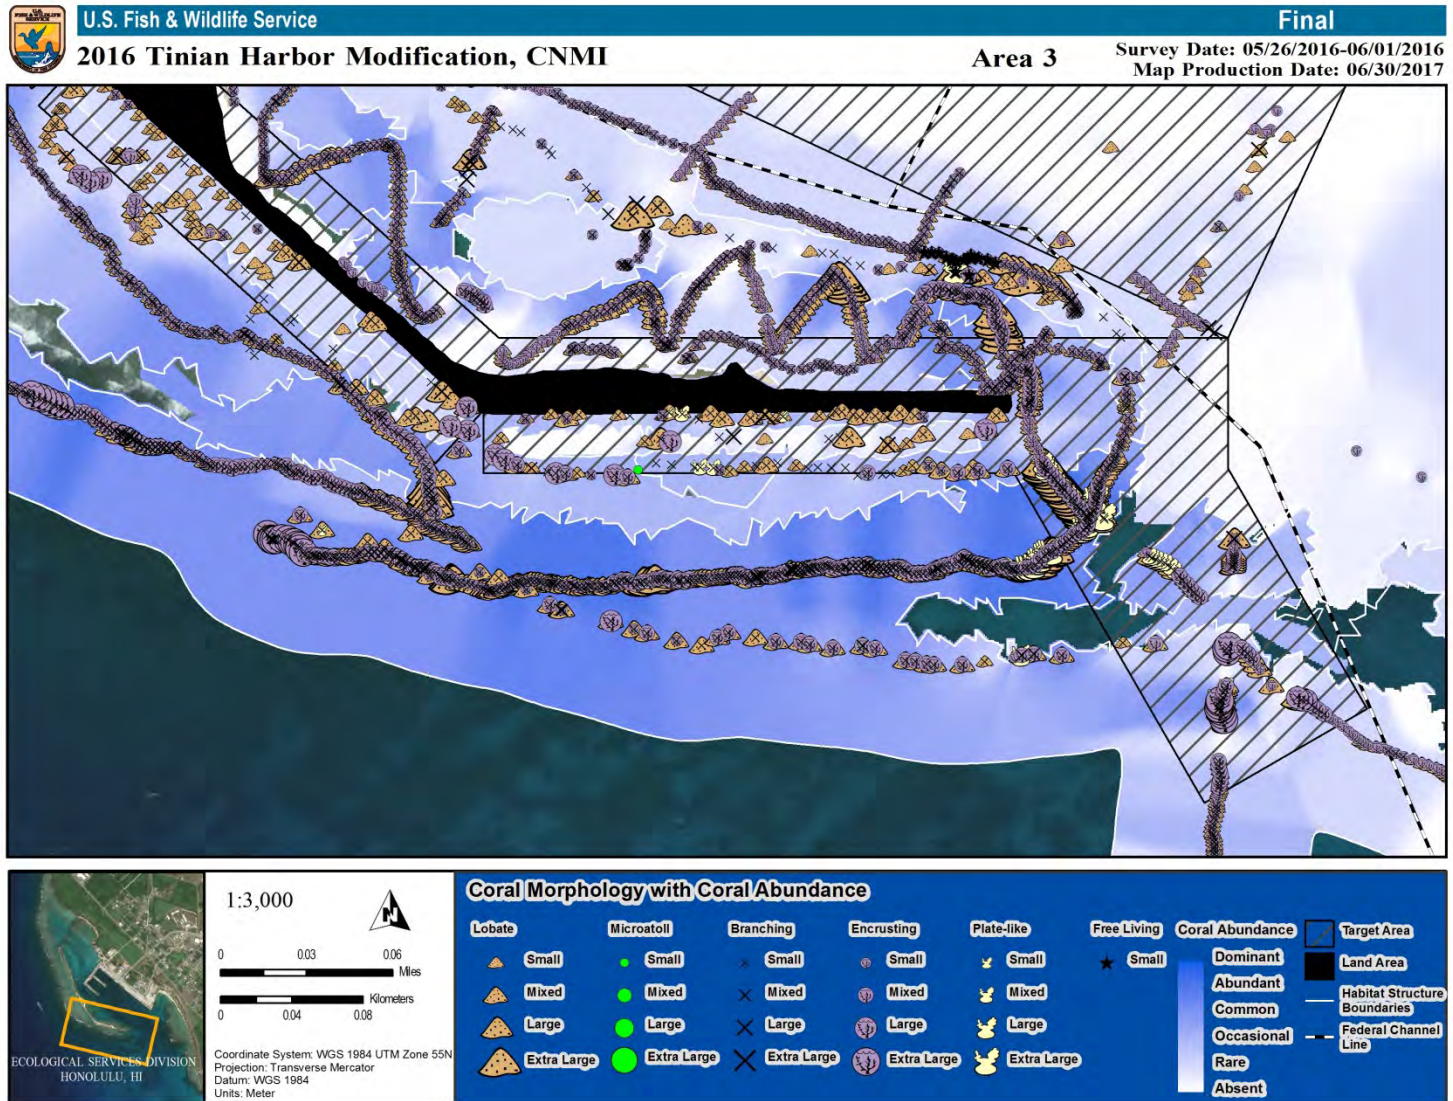 U.S.
FISH & WILDLIFE
SERVICE
U.S. Fish & Wildlife Service
Final
2016 Tinian Harbor Modification, CNMI
Area 3
Survey Date: 05/26/2016-06/01/2016
Map Production Date: 06/30/2017
ECOLOGICAL SERVICES DIVISION
HONOLULU, HI
1:3,000
N
0 0.03 0.06
Miles
Kilometers
0 0.04 0.08
Coordinate System: WGS 1984 UTM Zone 55N
Projection: Transverse Mercator
Datum: WGS 1984
Units: Meter
Coral Morphology with Coral Abundance
Lobate
Small
Mixed
Large
Extra Large
Microatoll
Small
Mixed
Large
Extra Large
Branching
Small
Mixed
Large
Extra Large
Encrusting
Small
Mixed
Large
Extra Large
Plate-like
Small
Mixed
Large
Extra Large
Free Living
Small
Coral Abundance
Dominant
Abundant
Common
Occasional
Rare
Absent
Target Area
Land Area
Habitat Structure
Boundaries
Federal Channel
Line